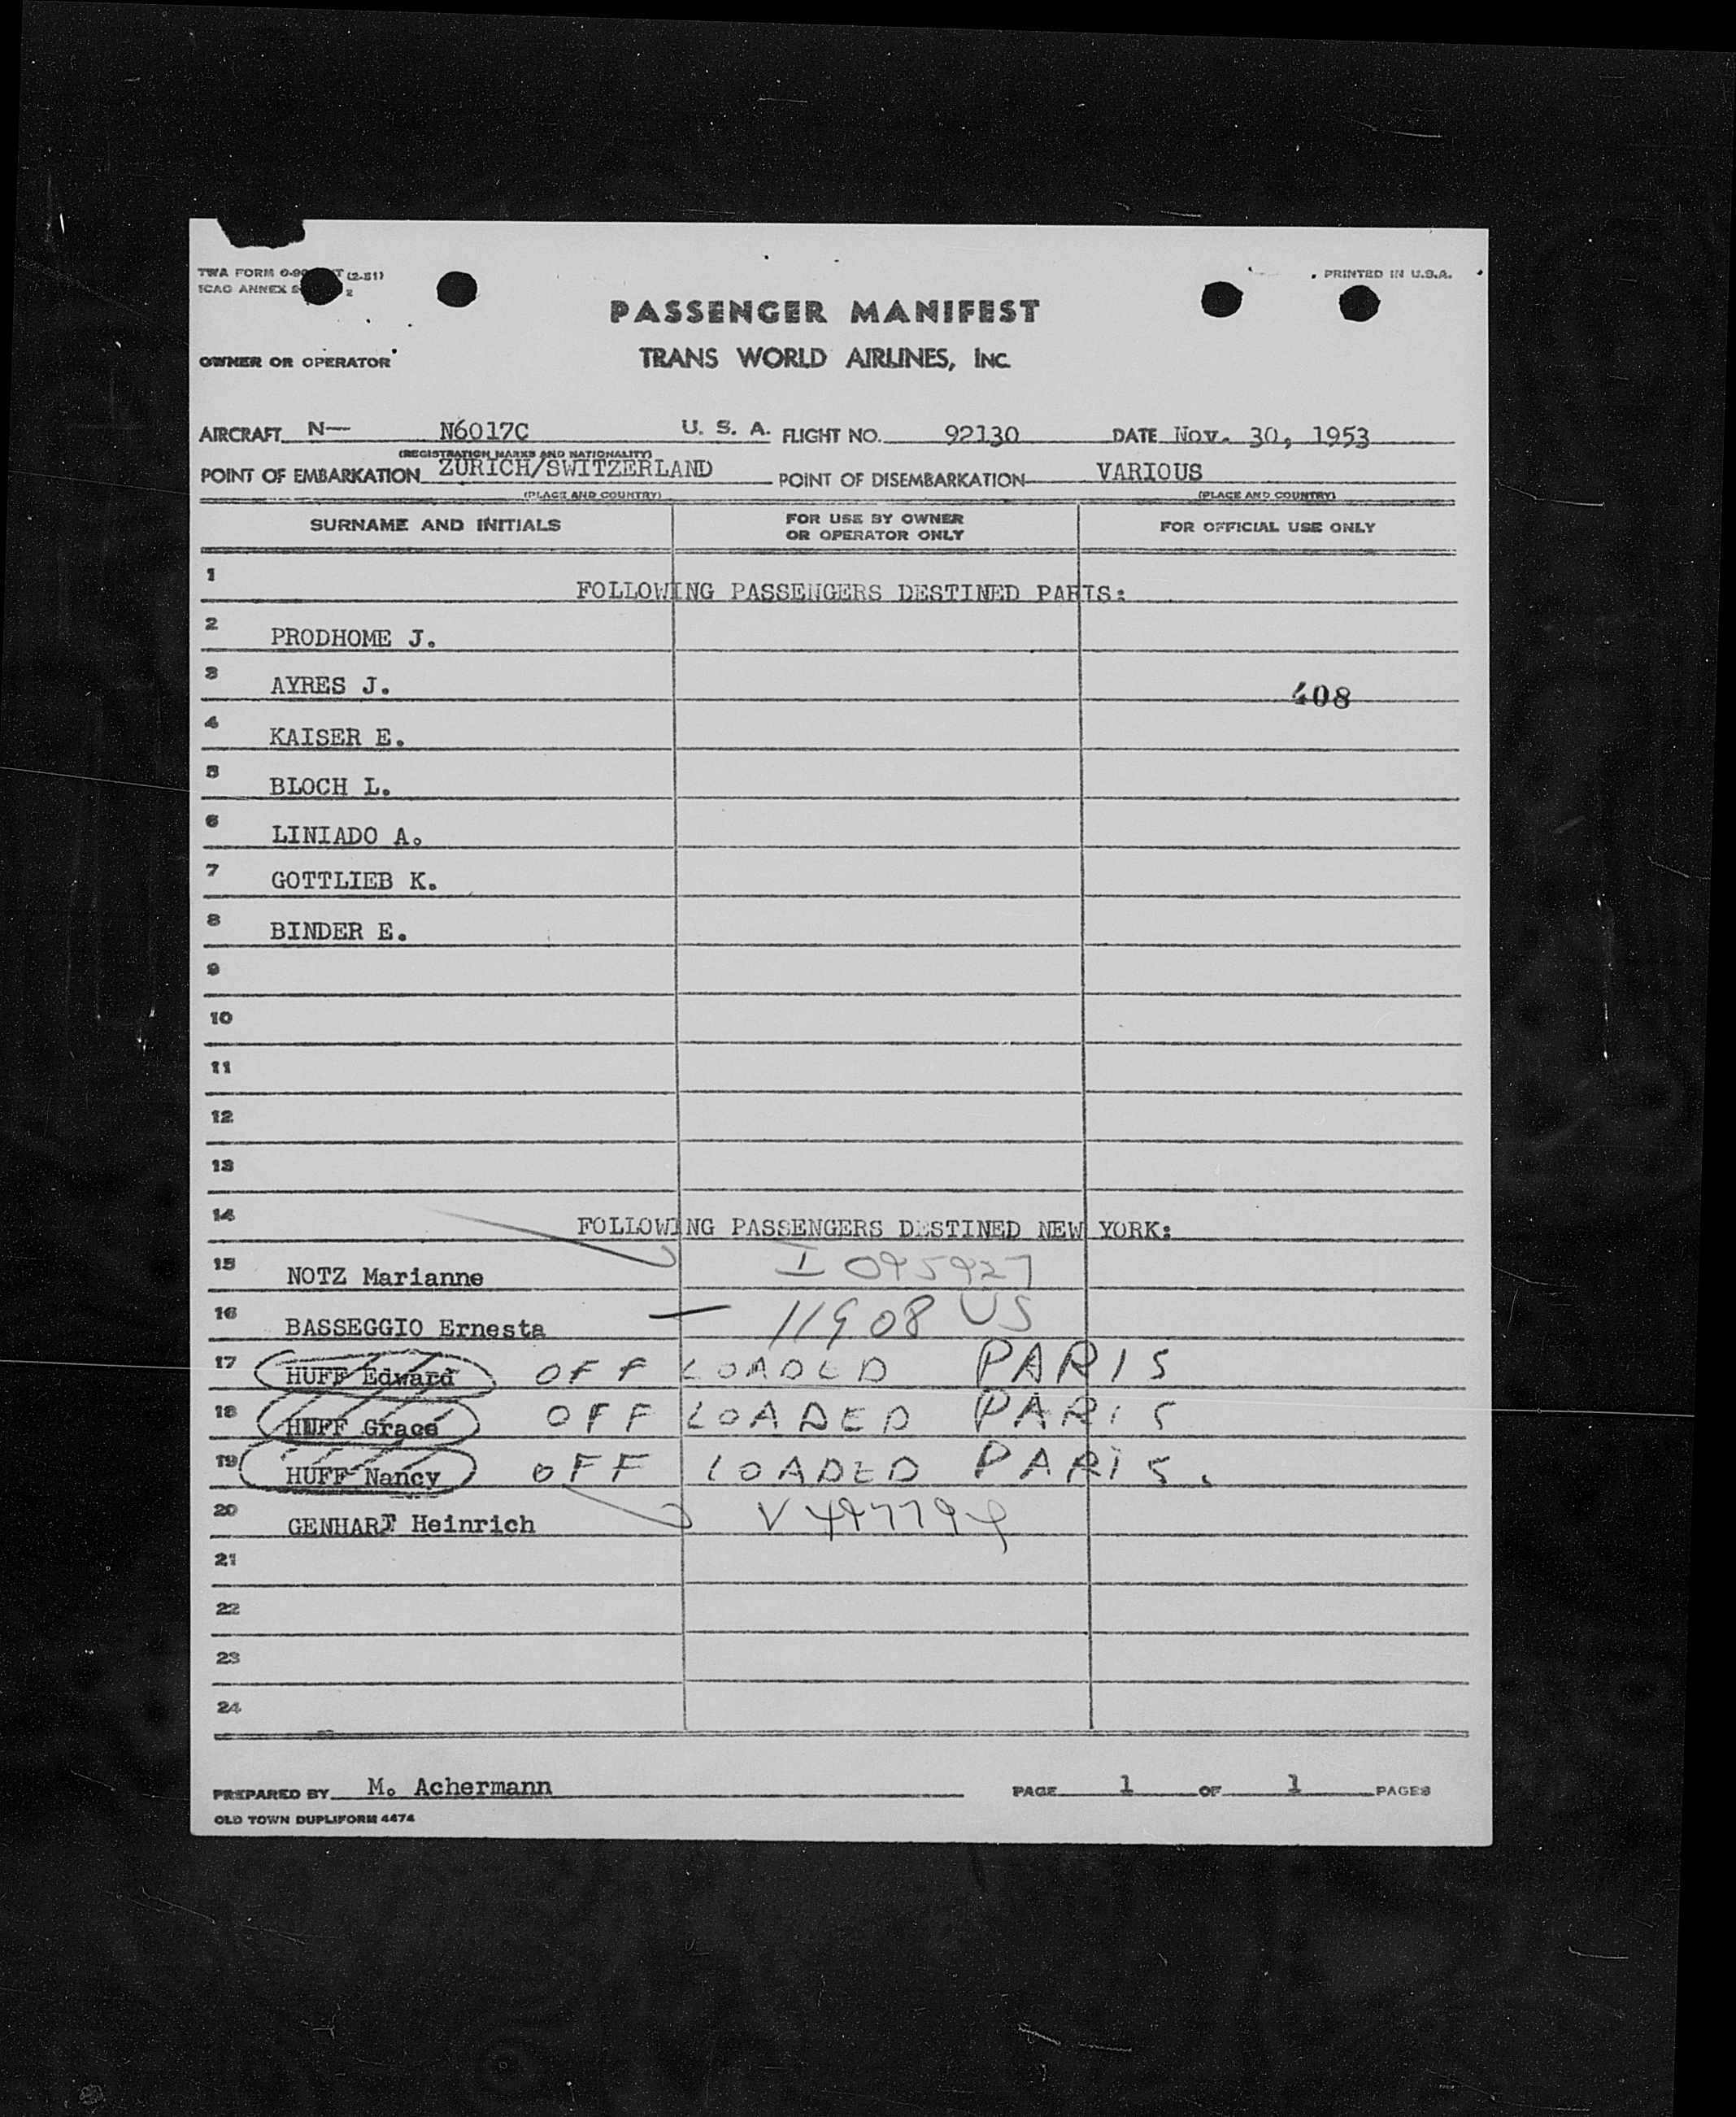 TWA FORM (2-51)
PRINTED IN U.S.A.
ICAO ANNEX 2
PASSENGER MANIFEST
OWNER OR OPERATOR
TRANS WORLD AIRLINES, INC.
AIRCRAFT N— N6017C U. S. A. FLIGHT NO. 92130 DATE Nov. 30, 1953
(REGISTRATION MARKS AND NATIONALITY)
POINT OF EMBARKATION ZURICH/SWITZERLAND POINT OF DISEMBARKATION VARIOUS
(PLACE AND COUNTRY) (PLACE AND COUNTRY)
SURNAME AND INITIALS FOR USE BY OWNER OR OPERATOR ONLY FOR OFFICIAL USE ONLY
1 FOLLOWING PASSENGERS DESTINED PARIS:
2 PRODHOME J.
3 AYRES J. 408
4 KAISER E.
5 BLOCH L.
6 LINIADO A.
7 GOTTLIEB K.
8 BINDER E.
9
10
11
12
13
14 FOLLOWING PASSENGERS DESTINED NEW YORK:
15 NOTZ Marianne I 095927
16 BASSEGGIO Ernesta — 11908 US
17 HUFF Edward OFF LOADED PARIS
18 HUFF Grace OFF LOADED PARIS
19 HUFF Nancy OFF LOADED PARIS.
20 GENHART Heinrich V
21
22
23
24
PREPARED BY M. Achermann PAGE 1 OF 1 PAGES
OLD TOWN DUPLIFORM 4474